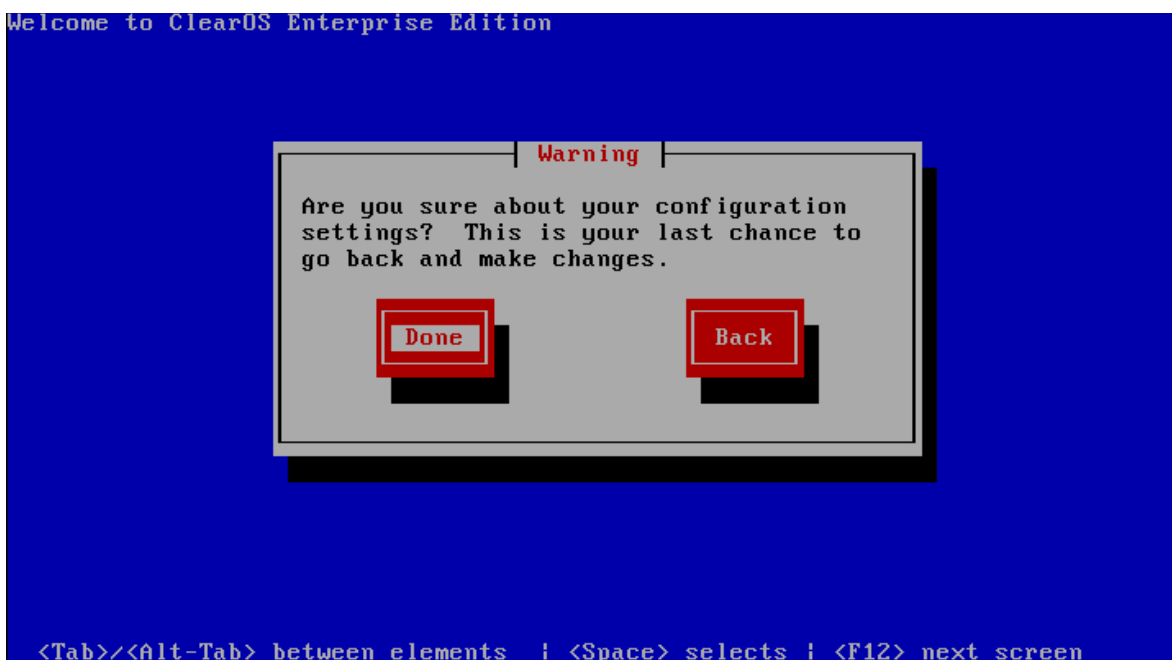 Welcome to ClearOS Enterprise Edition
Warning
Are you sure about your configuration
settings?  This is your last chance to
go back and make changes.
Done Back
<Tab>/<Alt-Tab> between elements  | <Space> selects | <F12> next screen